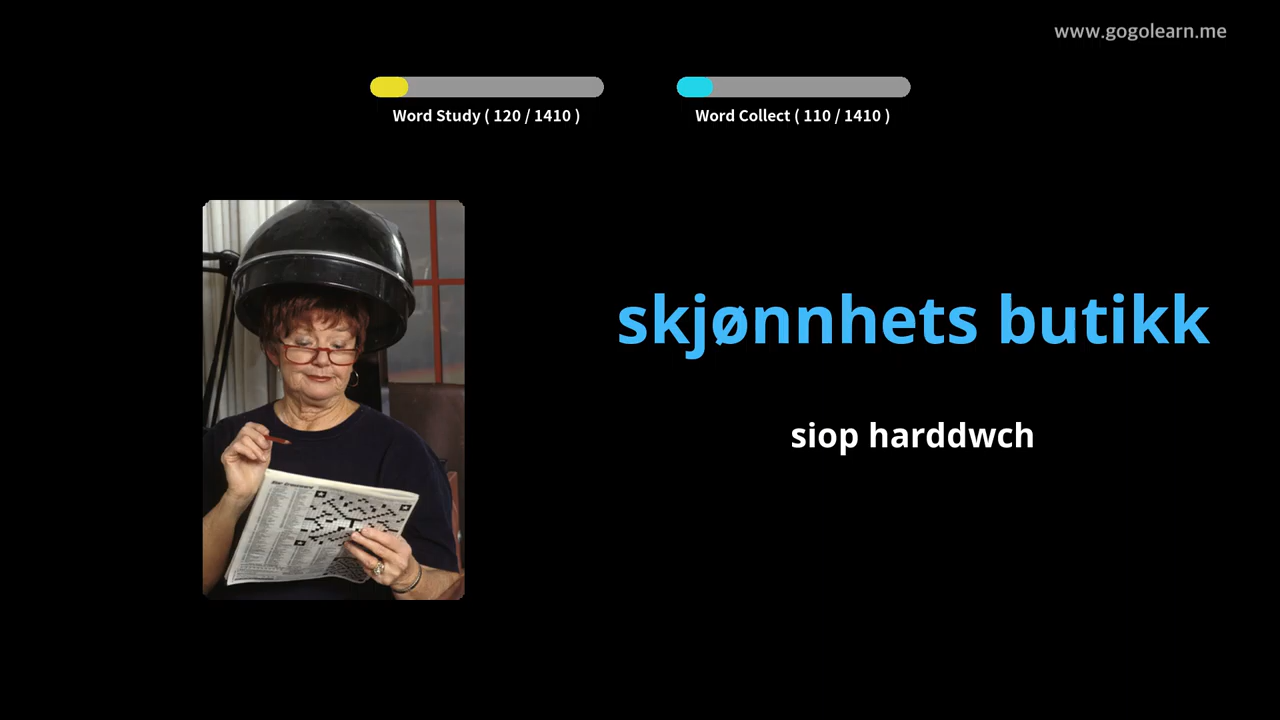 www.gogolearn.me
Word Study ( 120 / 1410 )
Word Collect ( 110 / 1410 )
skjønnhets butikk
siop harddwch